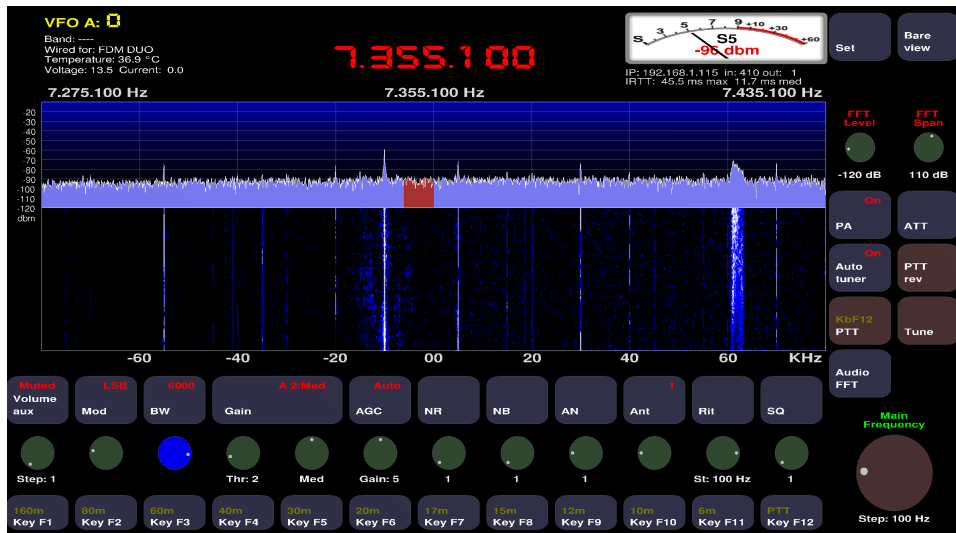 VFO A: 0
Band: ----
Wired for: FDM DUO
Temperature: 36.9 °C
Voltage: 13.5 Current: 0.0
7.355.100
S 3 5 7 9 +10 +30 +60
S5
-96 dbm
IP: 192.168.1.115 in: 410 out: 1
IRTT: 45.5 ms max 11.7 ms med
Set
Bare
view
7.275.100 Hz 7.355.100 Hz 7.435.100 Hz
-20
-30
-40
-50
-60
-70
-80
-90
-100
-110
-120
dbm
-60 -40 -20 00 20 40 60 KHz
FFT
Level
-120 dB
FFT
Span
110 dB
On
PA
ATT
On
Auto
tuner
PTT
rev
KbF12
PTT
Tune
Audio
FFT
Muted
Volume
aux
LSB
Mod
6000
BW
A 2/Med
Gain
Auto
AGC
NR
NB
AN
1
Ant
Rit
SQ
Step: 1
Thr: 2
Med
Gain: 5
1
1
1
St: 100 Hz
1
Main
Frequency
Step: 100 Hz
160m
Key F1
80m
Key F2
60m
Key F3
40m
Key F4
30m
Key F5
20m
Key F6
17m
Key F7
15m
Key F8
12m
Key F9
10m
Key F10
6m
Key F11
PTT
Key F12